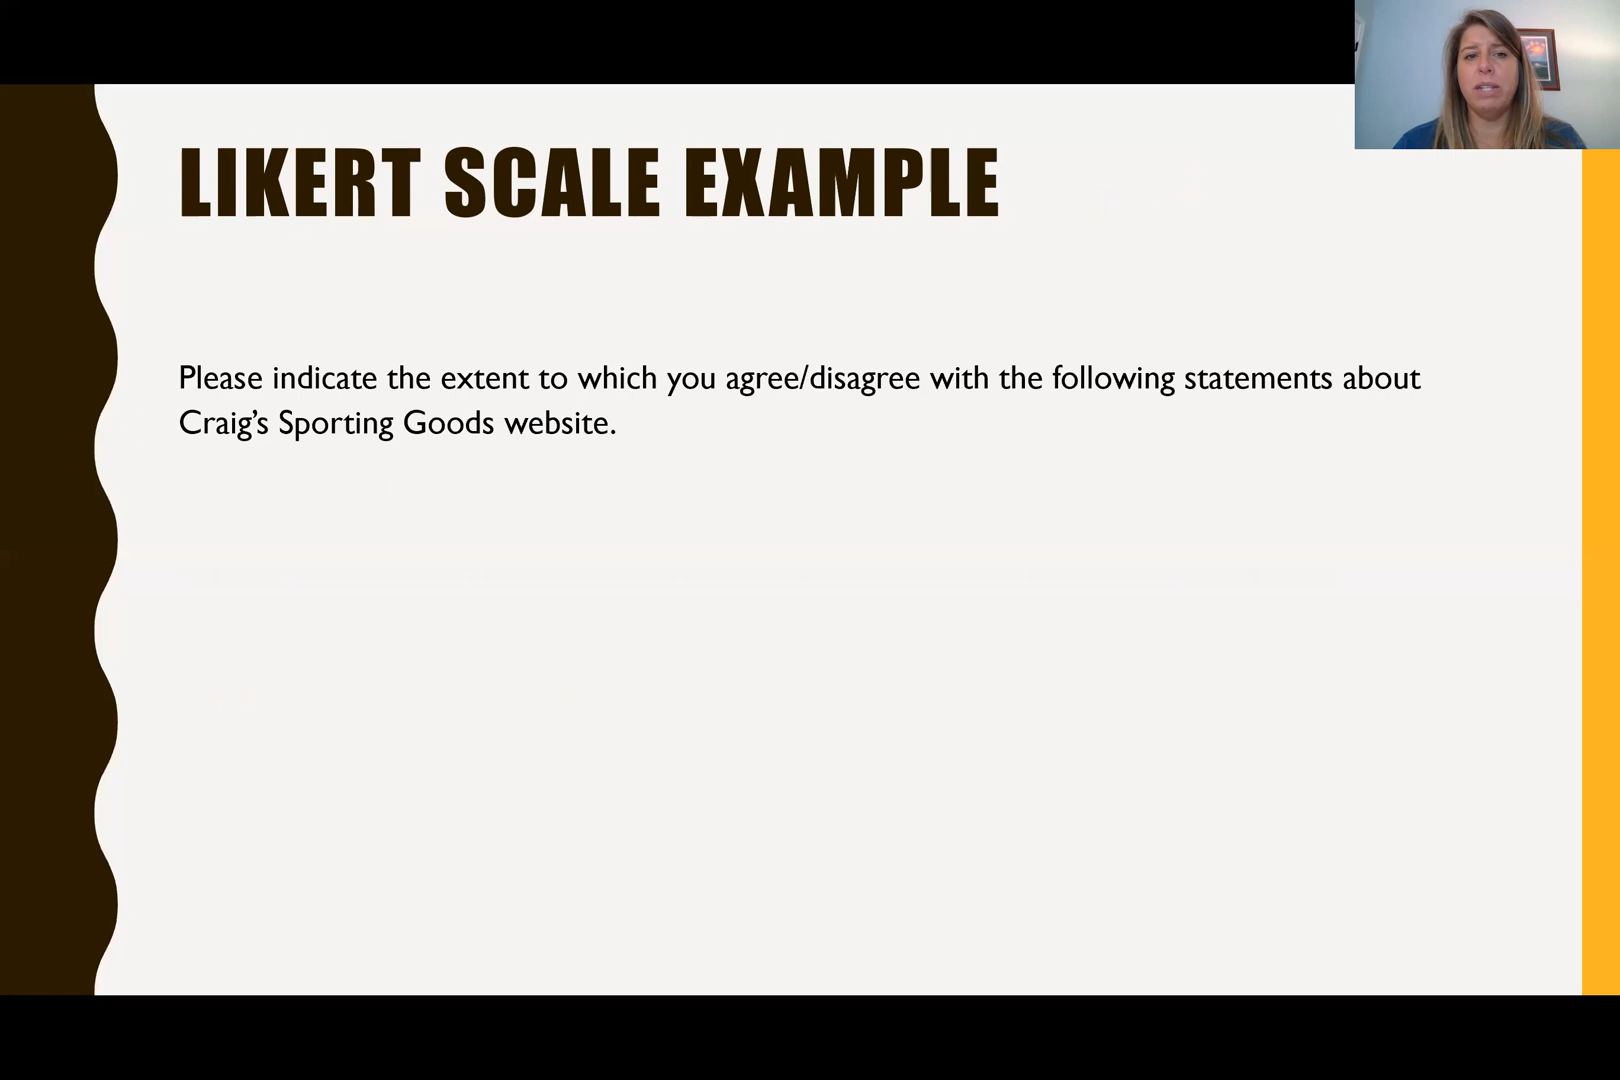 LIKERT SCALE EXAMPLE
Please indicate the extent to which you agree/disagree with the following statements about
Craig’s Sporting Goods website.